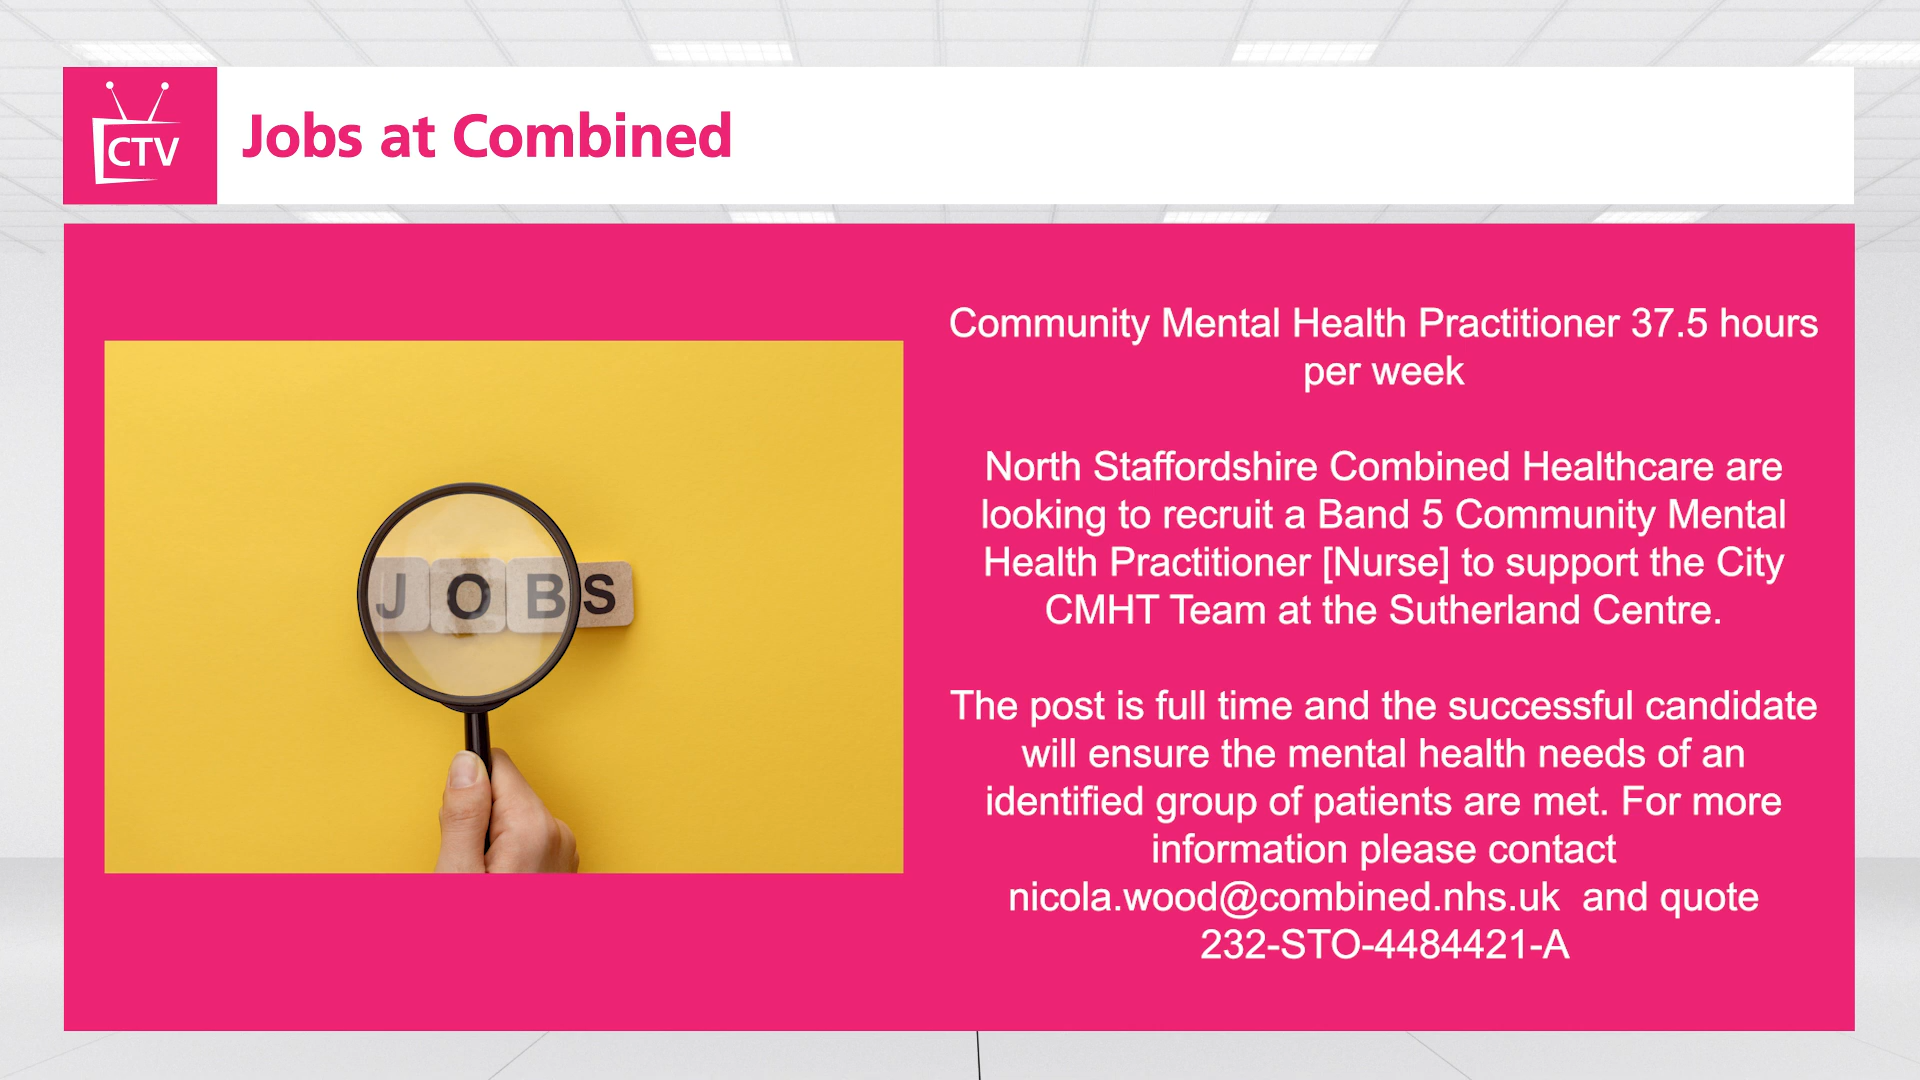 CTV
Jobs at Combined
JOBS
Community Mental Health Practitioner 37.5 hours
per week
North Staffordshire Combined Healthcare are
looking to recruit a Band 5 Community Mental
Health Practitioner [Nurse] to support the City
CMHT Team at the Sutherland Centre.
The post is full time and the successful candidate
will ensure the mental health needs of an
identified group of patients are met. For more
information please contact
nicola.wood@combined.nhs.uk  and quote
232-STO-4484421-A